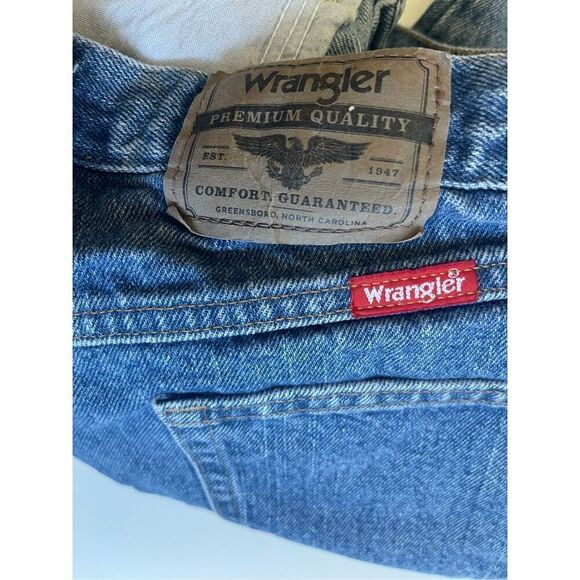 Wrangler
PREMIUM QUALITY
EST. 1947
COMFORT. GUARANTEED.
GREENSBORO, NORTH CAROLINA
Wrangler®